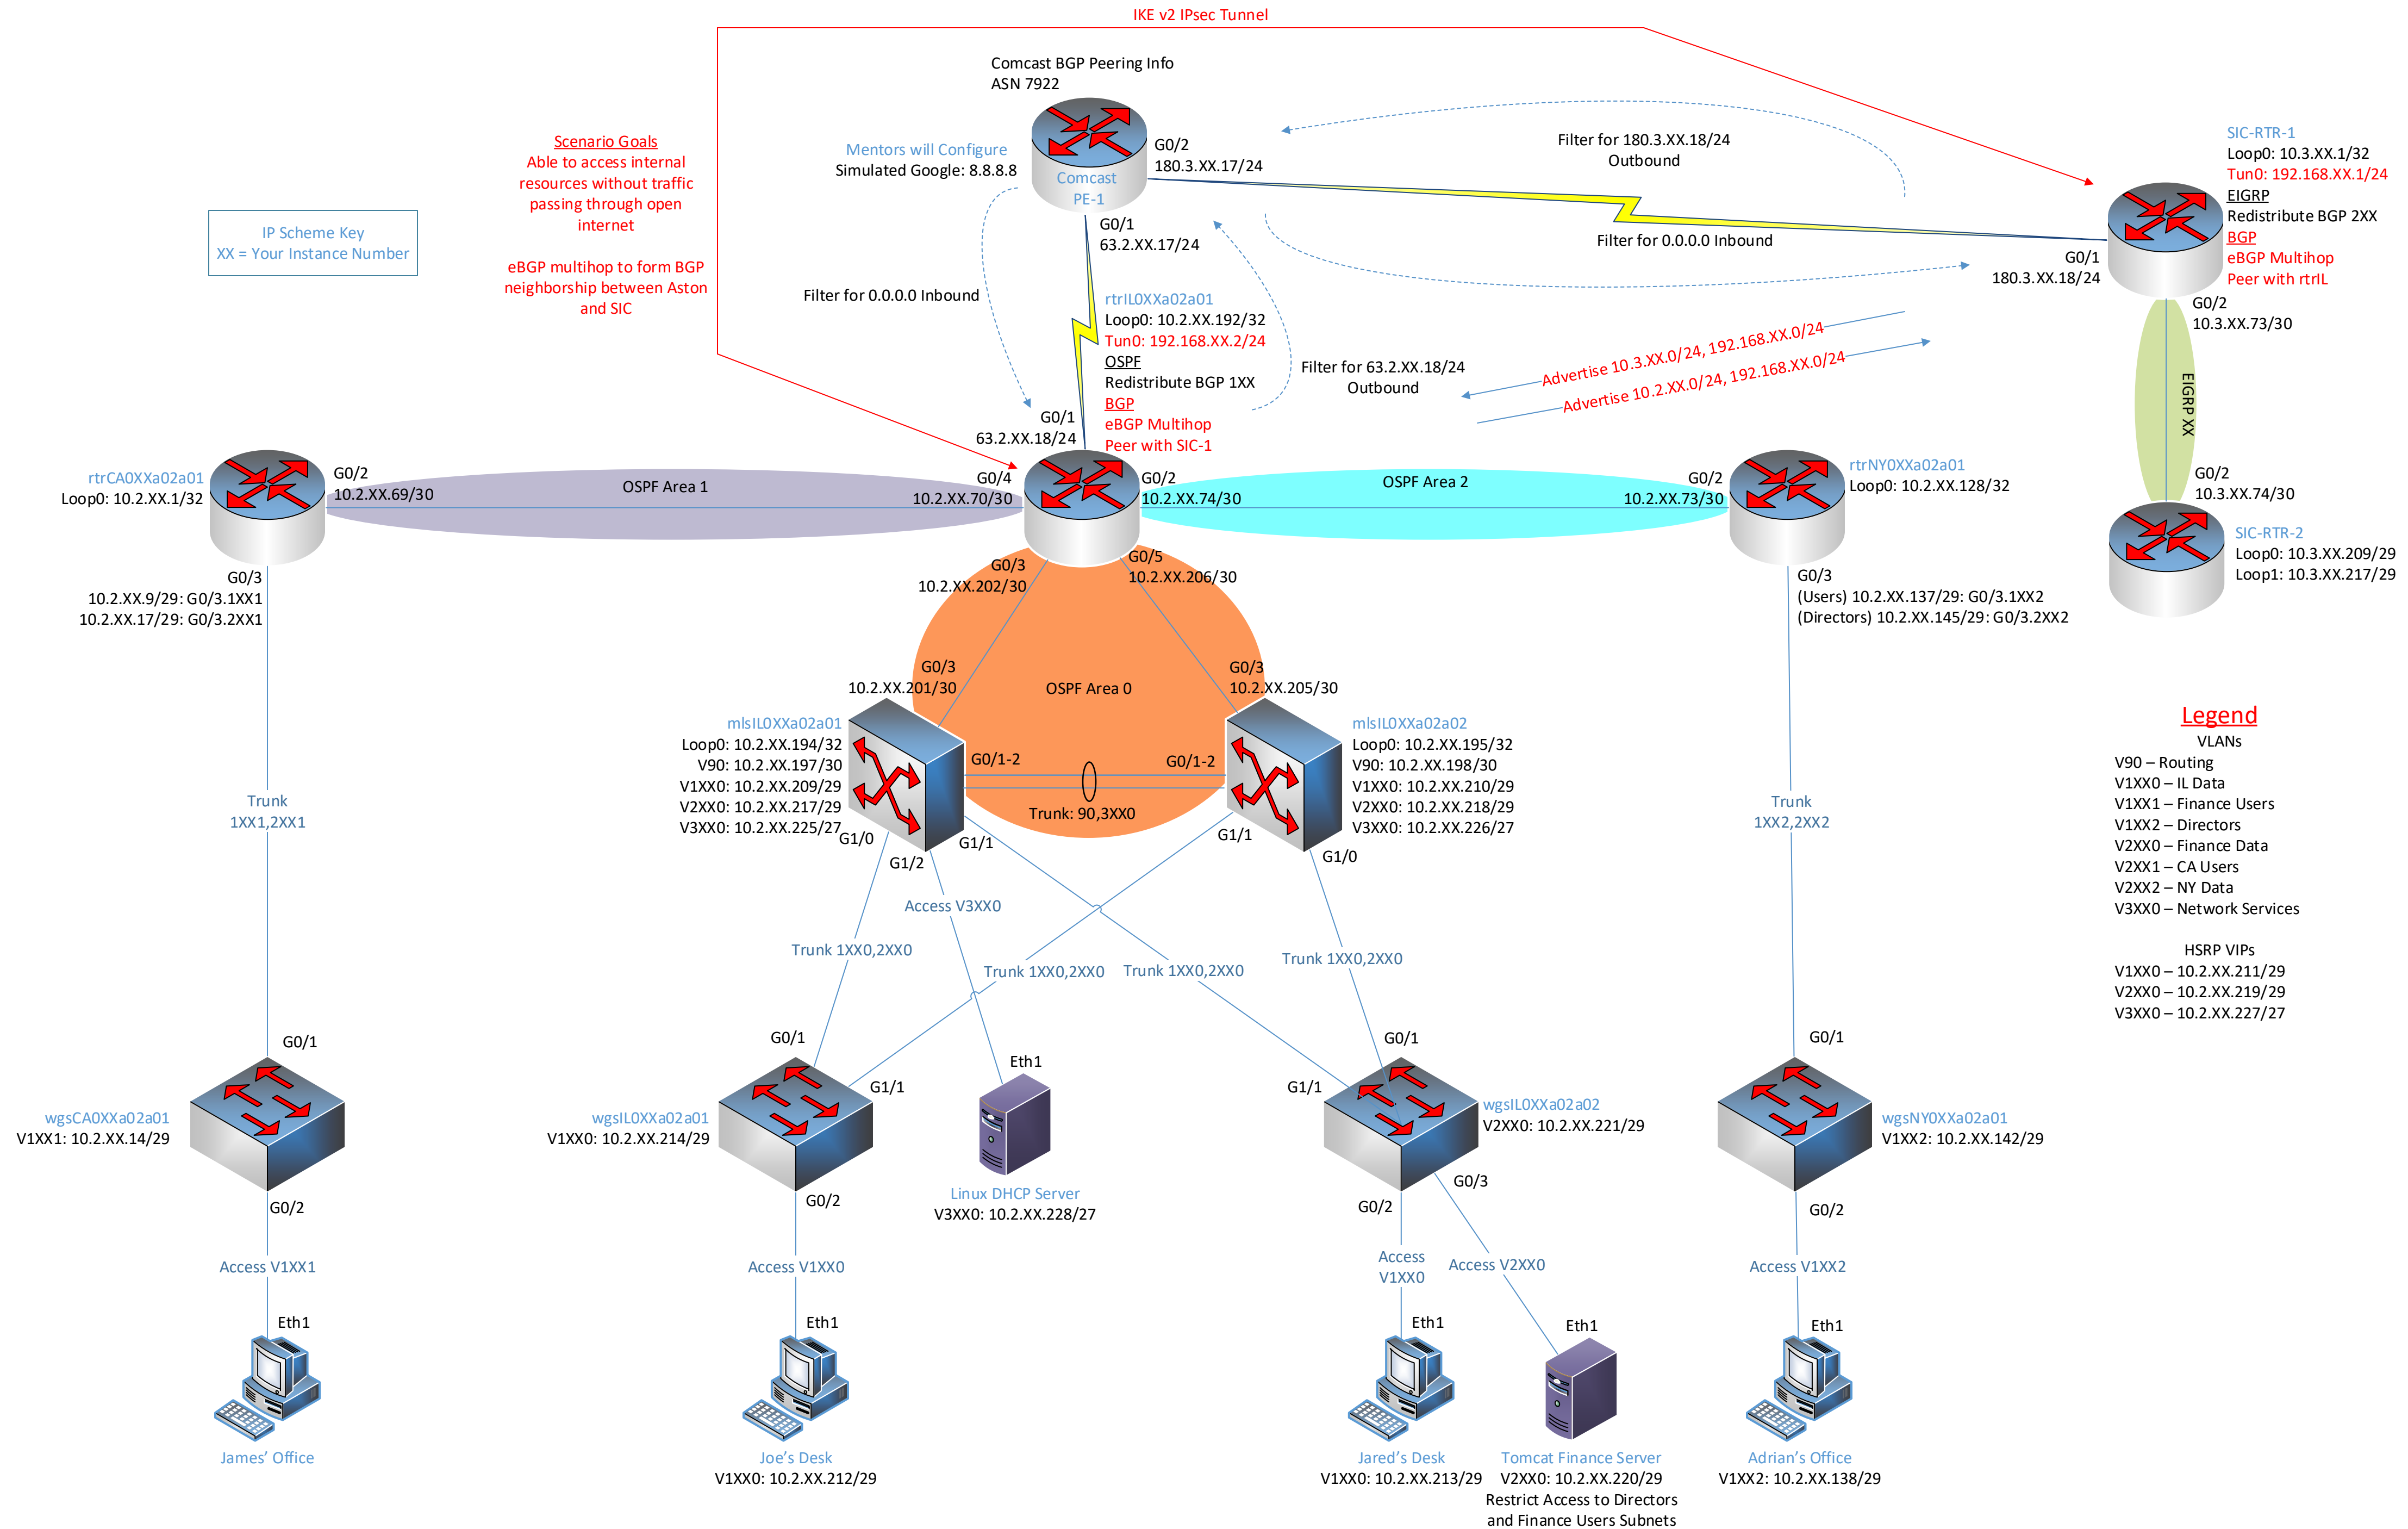 IKE v2 IPsec Tunnel
Comcast BGP Peering Info
ASN 7922
Scenario Goals
Able to access internal
resources without traffic
passing through open
internet
eBGP multihop to form BGP
neighborship between Aston
and SIC
IP Scheme Key
XX = Your Instance Number
Mentors will Configure
Simulated Google: 8.8.8.8
Comcast
PE-1
G0/2
180.3.XX.17/24
G0/1
63.2.XX.17/24
Filter for 180.3.XX.18/24
Outbound
Filter for 0.0.0.0 Inbound
SIC-RTR-1
Loop0: 10.3.XX.1/32
Tun0: 192.168.XX.1/24
EIGRP
Redistribute BGP 2XX
BGP
eBGP Multihop
Peer with rtrIL
G0/1
180.3.XX.18/24
G0/2
10.3.XX.73/30
Filter for 0.0.0.0 Inbound
rtrIL0XXa02a01
Loop0: 10.2.XX.192/32
Tun0: 192.168.XX.2/24
OSPF
Redistribute BGP 1XX
BGP
eBGP Multihop
Peer with SIC-1
Filter for 63.2.XX.18/24
Outbound
Advertise 10.3.XX.0/24, 192.168.XX.0/24
Advertise 10.2.XX.0/24, 192.168.XX.0/24
EIGRP XX
G0/1
63.2.XX.18/24
rtrCA0XXa02a01
Loop0: 10.2.XX.1/32
G0/2
10.2.XX.69/30
OSPF Area 1
G0/4
10.2.XX.70/30
G0/2
10.2.XX.74/30
OSPF Area 2
G0/2
10.2.XX.73/30
rtrNY0XXa02a01
Loop0: 10.2.XX.128/32
G0/2
10.3.XX.74/30
SIC-RTR-2
Loop0: 10.3.XX.209/29
Loop1: 10.3.XX.217/29
G0/3
10.2.XX.9/29: G0/3.1XX1
10.2.XX.17/29: G0/3.2XX1
G0/3
10.2.XX.202/30
G0/5
10.2.XX.206/30
G0/3
(Users) 10.2.XX.137/29: G0/3.1XX2
(Directors) 10.2.XX.145/29: G0/3.2XX2
G0/3
10.2.XX.201/30
OSPF Area 0
G0/3
10.2.XX.205/30
mlsIL0XXa02a01
Loop0: 10.2.XX.194/32
V90: 10.2.XX.197/30
V1XX0: 10.2.XX.209/29
V2XX0: 10.2.XX.217/29
V3XX0: 10.2.XX.225/27
G0/1-2
G0/1-2
Trunk: 90,3XX0
mlsIL0XXa02a02
Loop0: 10.2.XX.195/32
V90: 10.2.XX.198/30
V1XX0: 10.2.XX.210/29
V2XX0: 10.2.XX.218/29
V3XX0: 10.2.XX.226/27
G1/0
G1/2
G1/1
G1/1
G1/0
Legend
VLANs
V90 – Routing
V1XX0 – IL Data
V1XX1 – Finance Users
V1XX2 – Directors
V2XX0 – Finance Data
V2XX1 – CA Users
V2XX2 – NY Data
V3XX0 – Network Services
HSRP VIPs
V1XX0 – 10.2.XX.211/29
V2XX0 – 10.2.XX.219/29
V3XX0 – 10.2.XX.227/27
Trunk
1XX1,2XX1
Trunk
1XX2,2XX2
Access V3XX0
Trunk 1XX0,2XX0
Trunk 1XX0,2XX0
Trunk 1XX0,2XX0
Trunk 1XX0,2XX0
G0/1
wgsCA0XXa02a01
V1XX1: 10.2.XX.14/29
G0/2
G0/1
G1/1
wgsIL0XXa02a01
V1XX0: 10.2.XX.214/29
G0/2
Eth1
Linux DHCP Server
V3XX0: 10.2.XX.228/27
G0/1
G1/1
wgsIL0XXa02a02
V2XX0: 10.2.XX.221/29
G0/3
G0/2
G0/1
wgsNY0XXa02a01
V1XX2: 10.2.XX.142/29
G0/2
Access V1XX1
Access V1XX0
Access
V1XX0
Access V2XX0
Access V1XX2
Eth1
Eth1
Eth1
Eth1
Eth1
James’ Office
Joe’s Desk
V1XX0: 10.2.XX.212/29
Jared’s Desk
V1XX0: 10.2.XX.213/29
Tomcat Finance Server
V2XX0: 10.2.XX.220/29
Restrict Access to Directors
and Finance Users Subnets
Adrian’s Office
V1XX2: 10.2.XX.138/29